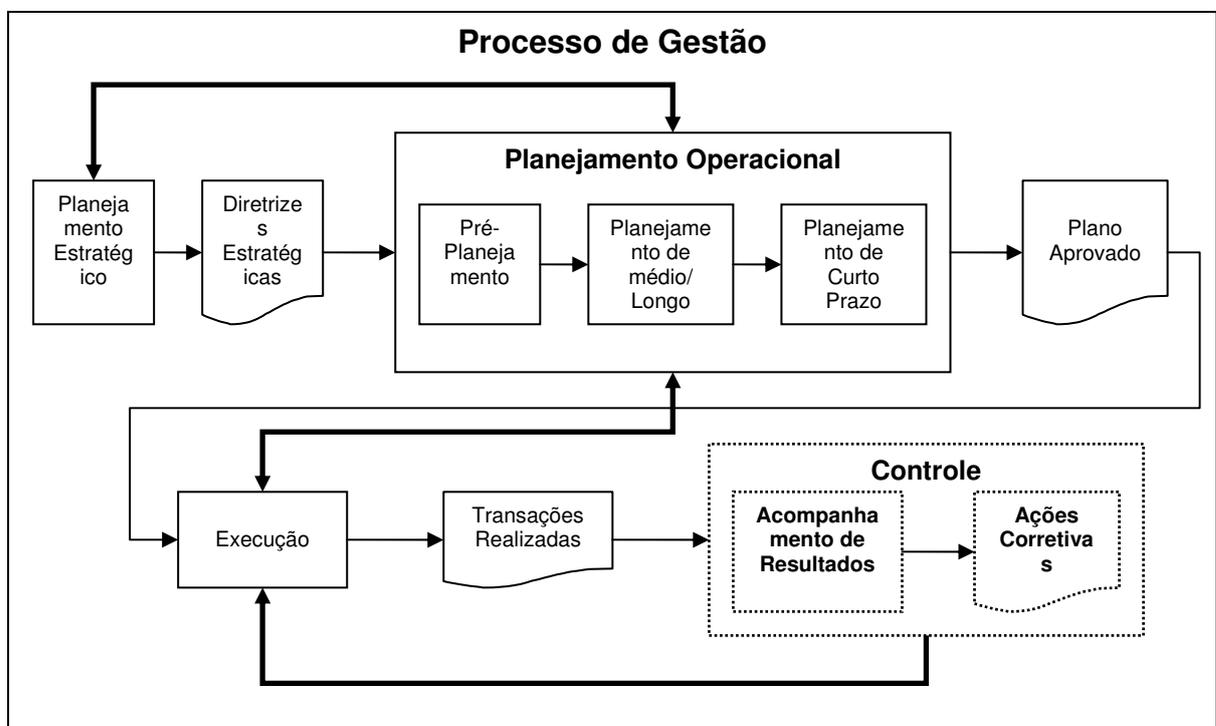 Processo de Gestão
Planejamento Operacional
Planeja
mento
Estratég
ico
Diretrize
s
Estratég
icas
Pré-
Planeja
mento
Planejame
nto de
médio/
Longo
Planejame
nto de
Curto
Prazo
Plano
Aprovado
Execução
Transações
Realizadas
Controle
Acompanha
mento de
Resultados
Ações
Corretiva
s